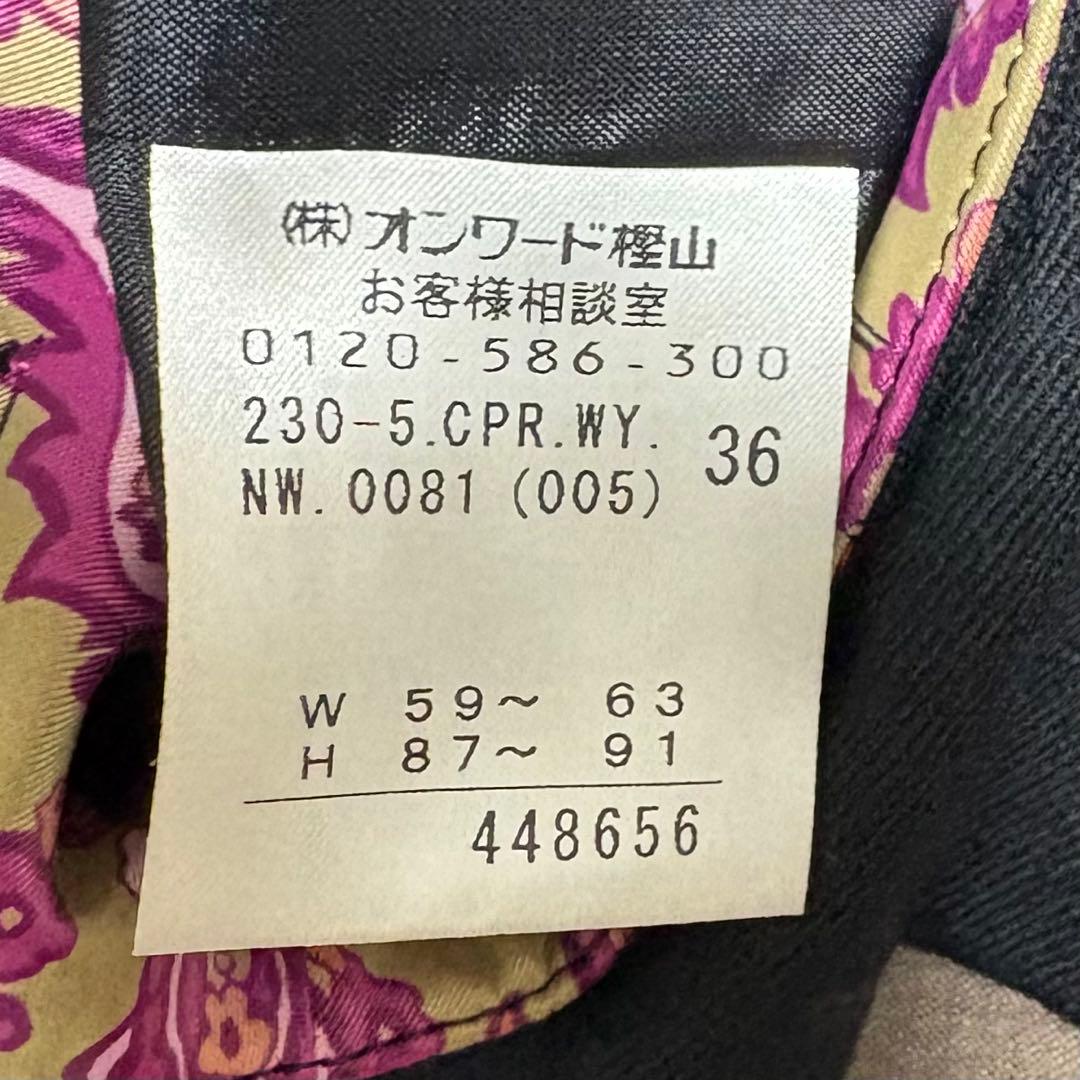 (株)オンワード樫山
お客様相談室
0120-586-300
230-5.CPR.WY. 36
NW.0081 (005)
W 59~ 63
H 87~ 91
448656